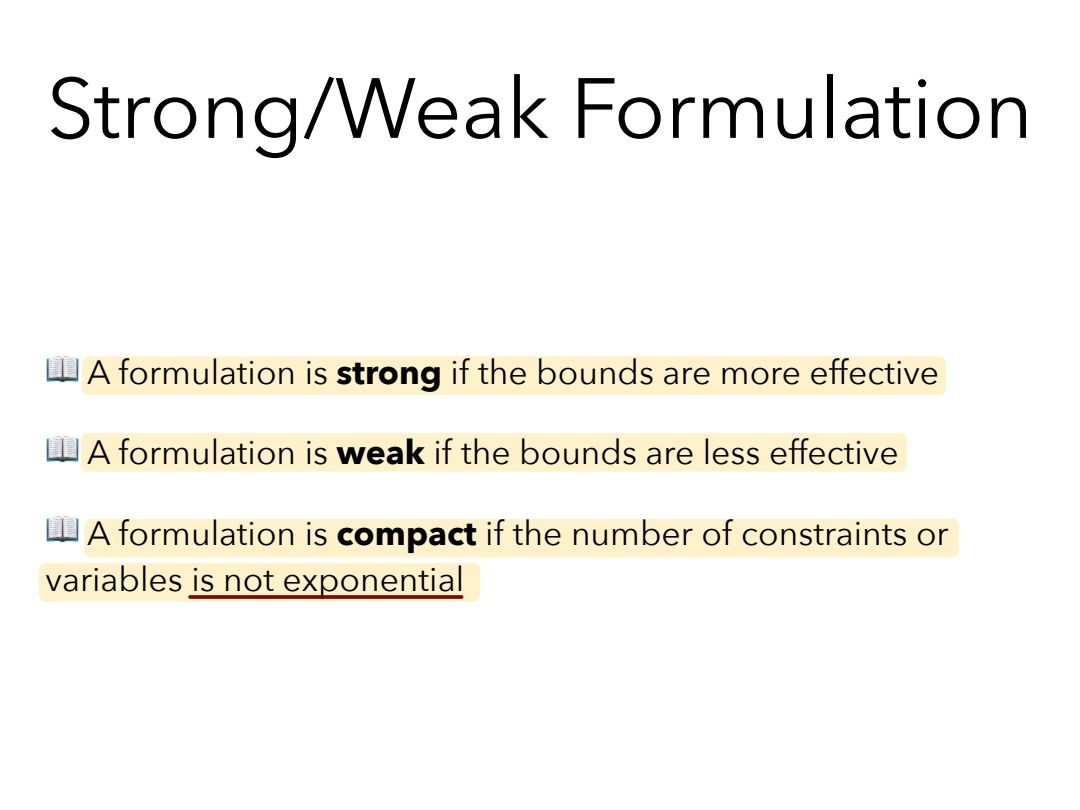 Strong/Weak Formulation
📖 A formulation is strong if the bounds are more effective
📖 A formulation is weak if the bounds are less effective
📖 A formulation is compact if the number of constraints or
variables is not exponential